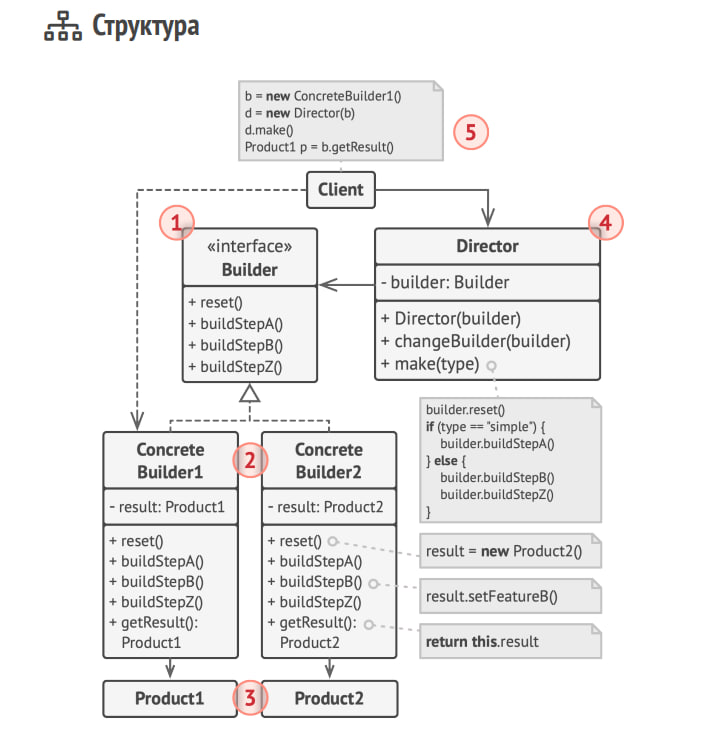 Структура
b = new ConcreteBuilder1()
d = new Director(b)
d.make()
Product1 p = b.getResult()
5
Client
1
«interface»
Builder
+ reset()
+ buildStepA()
+ buildStepB()
+ buildStepZ()
4
Director
- builder: Builder
+ Director(builder)
+ changeBuilder(builder)
+ make(type)
builder.reset()
if (type == "simple") {
builder.buildStepA()
} else {
builder.buildStepB()
builder.buildStepZ()
}
Concrete
Builder1
- result: Product1
+ reset()
+ buildStepA()
+ buildStepB()
+ buildStepZ()
+ getResult():
Product1
2
Concrete
Builder2
- result: Product2
+ reset()
+ buildStepA()
+ buildStepB()
+ buildStepZ()
+ getResult():
Product2
result = new Product2()
result.setFeatureB()
return this.result
Product1
3
Product2